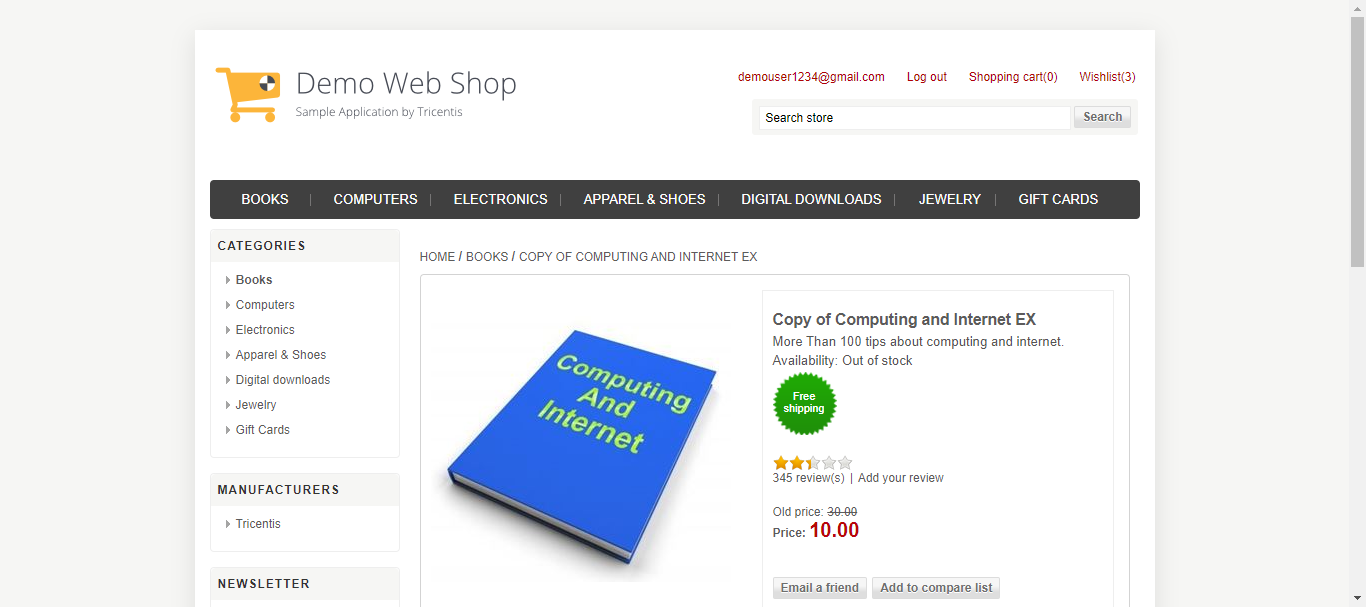 Demo Web Shop
Sample Application by Tricentis
demouser1234@gmail.com Log out Shopping cart(0) Wishlist(3)
Search store Search
BOOKS | COMPUTERS | ELECTRONICS | APPAREL & SHOES | DIGITAL DOWNLOADS | JEWELRY | GIFT CARDS
CATEGORIES
Books
Computers
Electronics
Apparel & Shoes
Digital downloads
Jewelry
Gift Cards
MANUFACTURERS
Tricentis
NEWSLETTER
HOME / BOOKS / COPY OF COMPUTING AND INTERNET EX
Computing
And
Internet
Copy of Computing and Internet EX
More Than 100 tips about computing and internet.
Availability: Out of stock
Free
shipping
345 review(s) | Add your review
Old price: 30.00
Price: 10.00
Email a friend Add to compare list